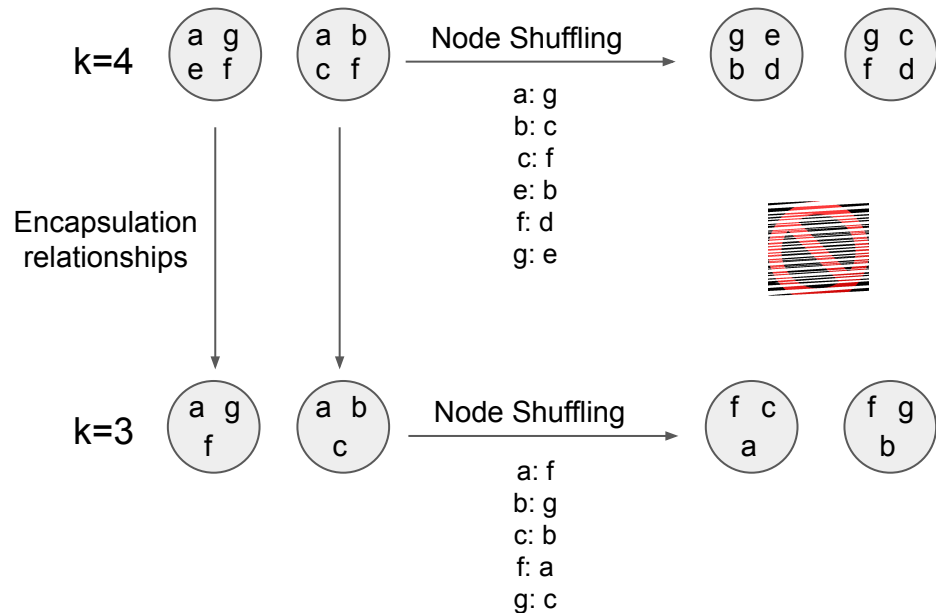 k=4
a g
e f
a b
c f
Node Shuffling
a: g
b: c
c: f
e: b
f: d
g: e
g e
b d
g c
f d
Encapsulation
relationships
k=3
a g
f
a b
c
Node Shuffling
a: f
b: g
c: b
f: a
g: c
f c
a
f g
b